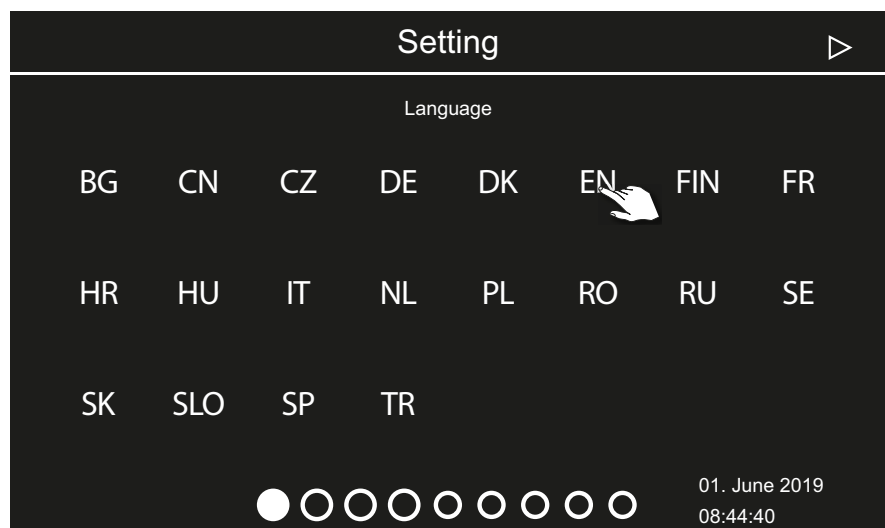 Setting
Language
BG CN CZ DE DK EN FIN FR
HR HU IT NL PL RO RU SE
SK SLO SP TR
01. June 2019
08:44:40